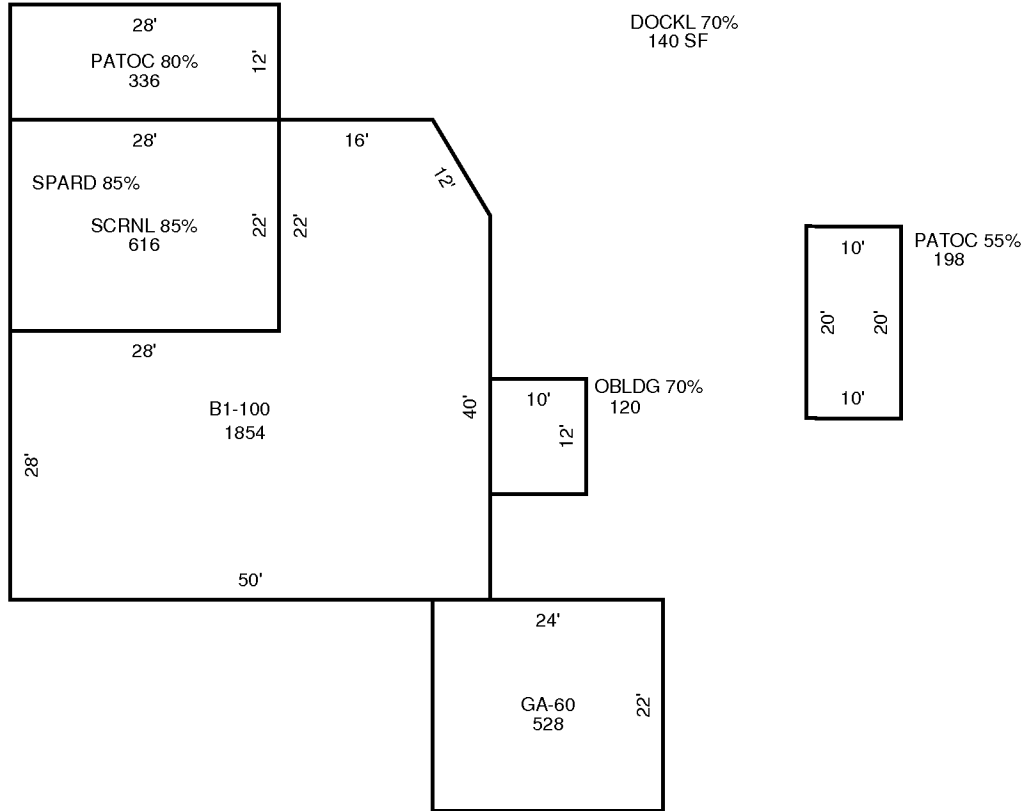 28'
DOCKL 70%
140 SF
PATOC 80%
336
12'
28'
16'
12'
SPARD 85%
SCRNL 85%
616
22'
22'
10'
PATOC 55%
198
20'
20'
10'
28'
B1-100
1854
28'
40'
10'
OBLDG 70%
120
12'
50'
24'
GA-60
528
22'